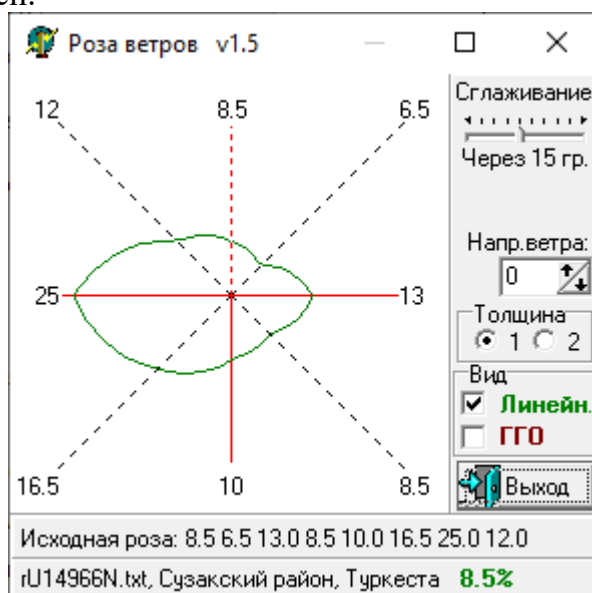 Роза ветров v1.5
12 8.5 6.5
25 13
16.5 10 8.5
Сглаживание
Через 15 гр.
Напр.ветра:
0
Толщина
1 2
Вид
Линейн.
ГГО
Выход
Исходная роза: 8.5 6.5 13.0 8.5 10.0 16.5 25.0 12.0
rU14966N.txt, Сузакский район, Туркеста 8.5%